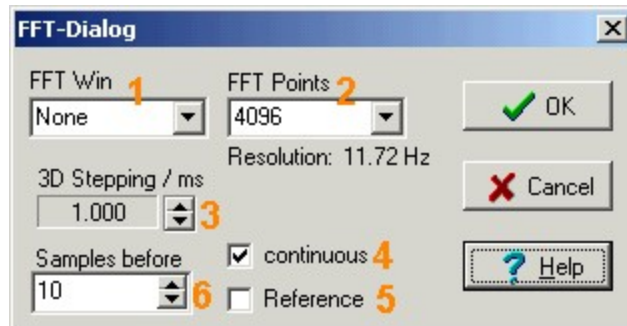 FFT-Dialog
FFT Win 1
None
FFT Points 2
4096
Resolution: 11.72 Hz
3D Stepping / ms
1.000 3
Samples before
10 6
continuous 4
Reference 5
OK
Cancel
? Help